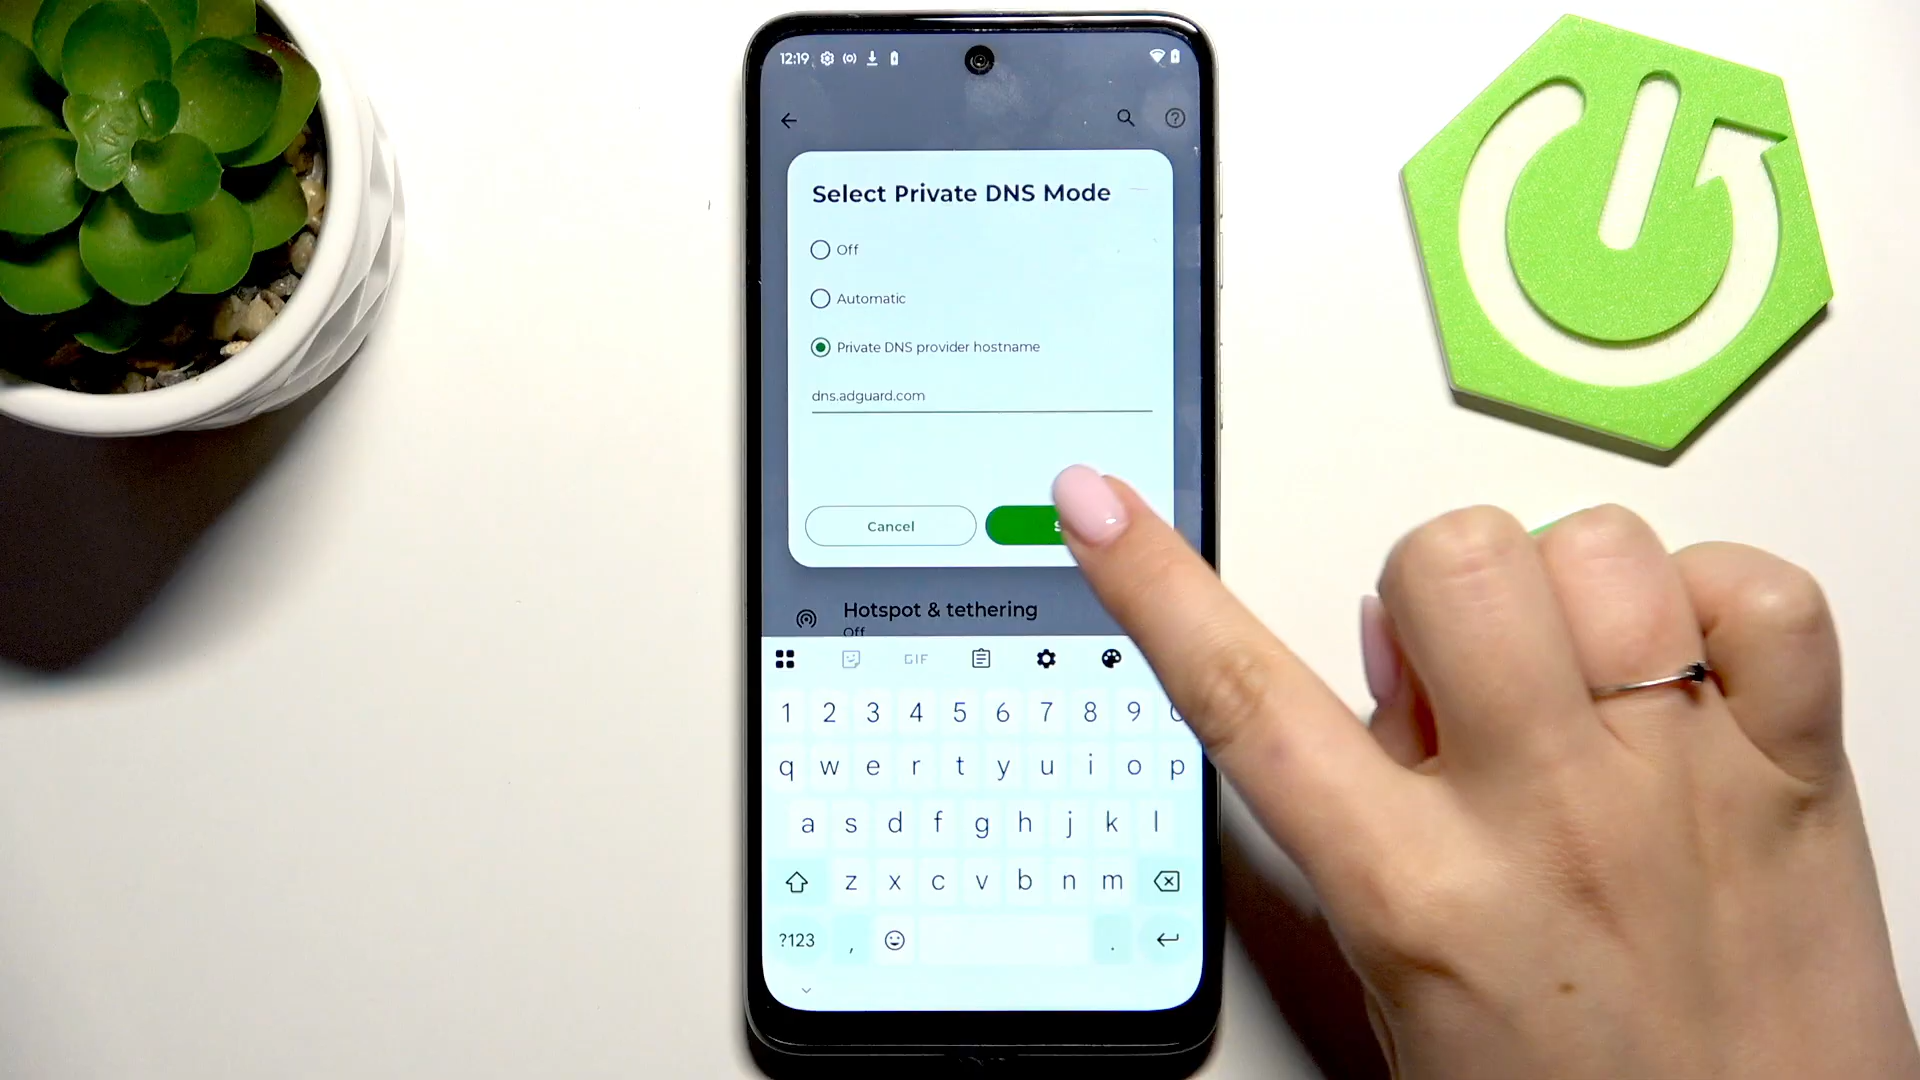 12:19
Select Private DNS Mode
Off
Automatic
Private DNS provider hostname
dns.adguard.com
Cancel
Hotspot & tethering
Off
GIF
1 2 3 4 5 6 7 8 9
q w e r t y u i o p
a s d f g h j k l
z x c v b n m
?123 , .